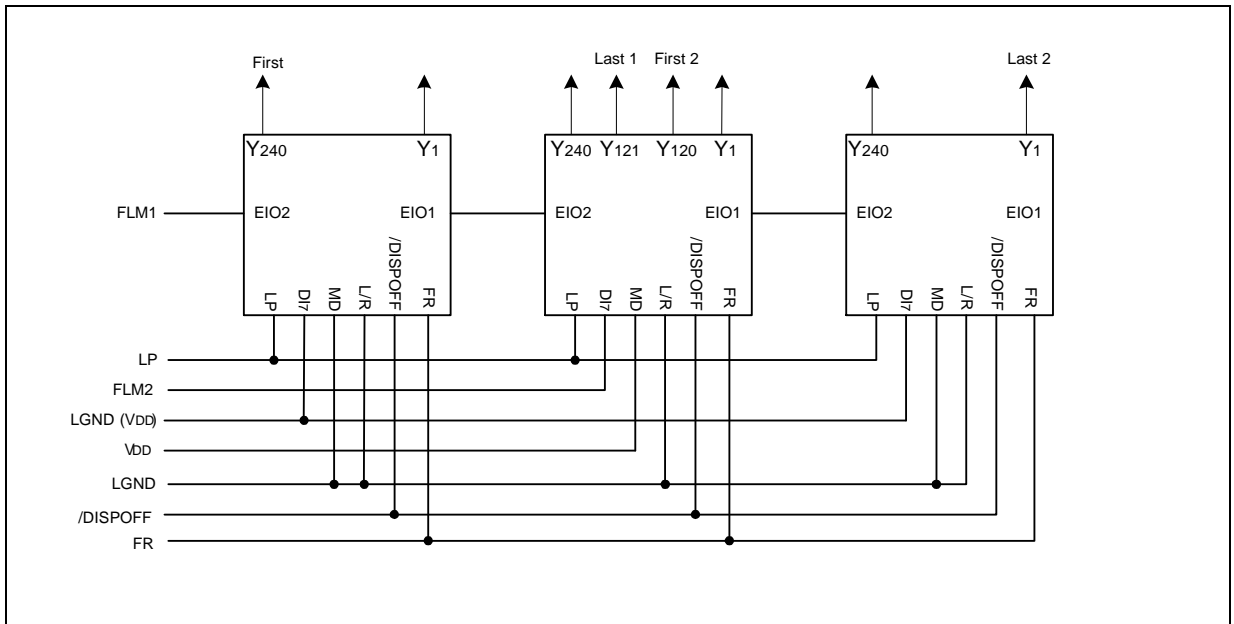 First
Last 1 First 2
Last 2
Y240 Y1
Y240 Y121 Y120 Y1
Y240 Y1
FLM1
EIO2 EIO1
EIO2 EIO1
EIO2 EIO1
LP DI7 MD L/R /DISPOFF FR
LP DI7 MD L/R /DISPOFF FR
LP DI7 MD L/R /DISPOFF FR
LP
FLM2
LGND (VDD)
VDD
LGND
/DISPOFF
FR